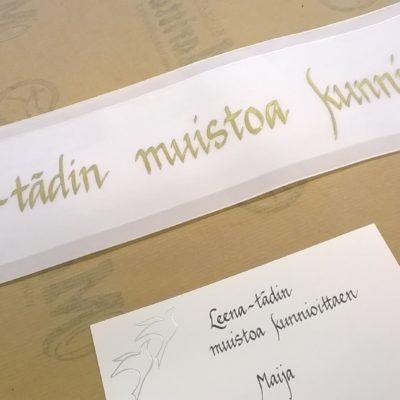 -tädin muistoa kunni
Leena-tädin
muistoa kunnioittaen
Maija